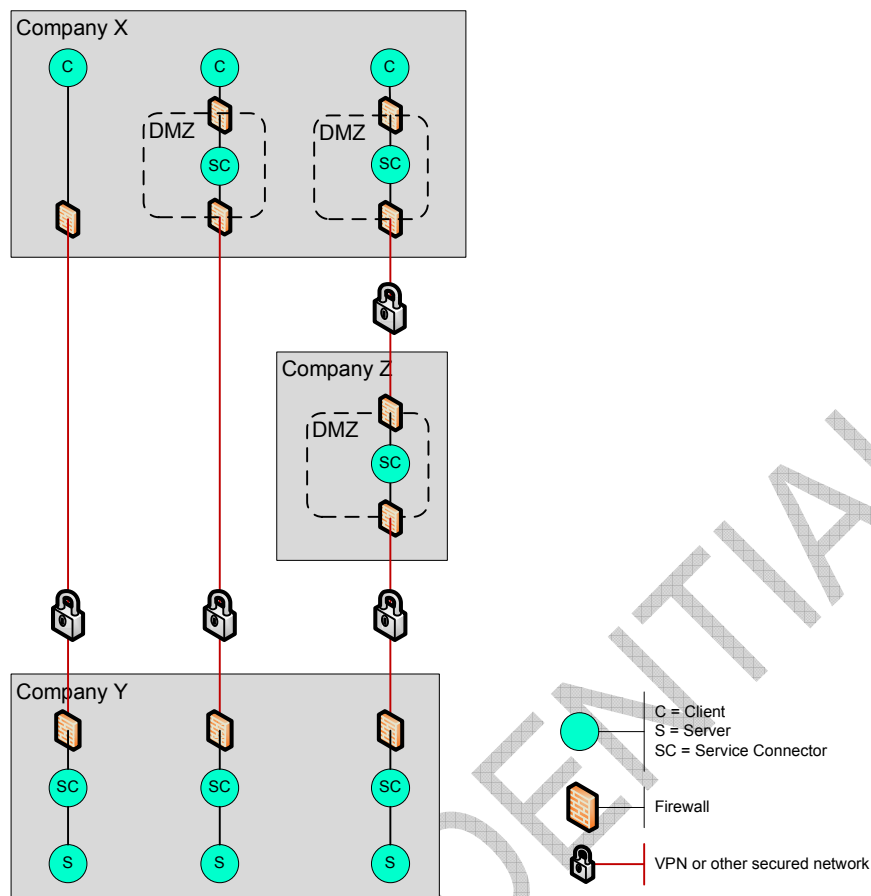 Company X
C
C
C
DMZ
DMZ
SC
SC
Company Z
DMZ
SC
Company Y
SC
SC
SC
S
S
S
C = Client
S = Server
SC = Service Connector
Firewall
VPN or other secured network
DENTIAL